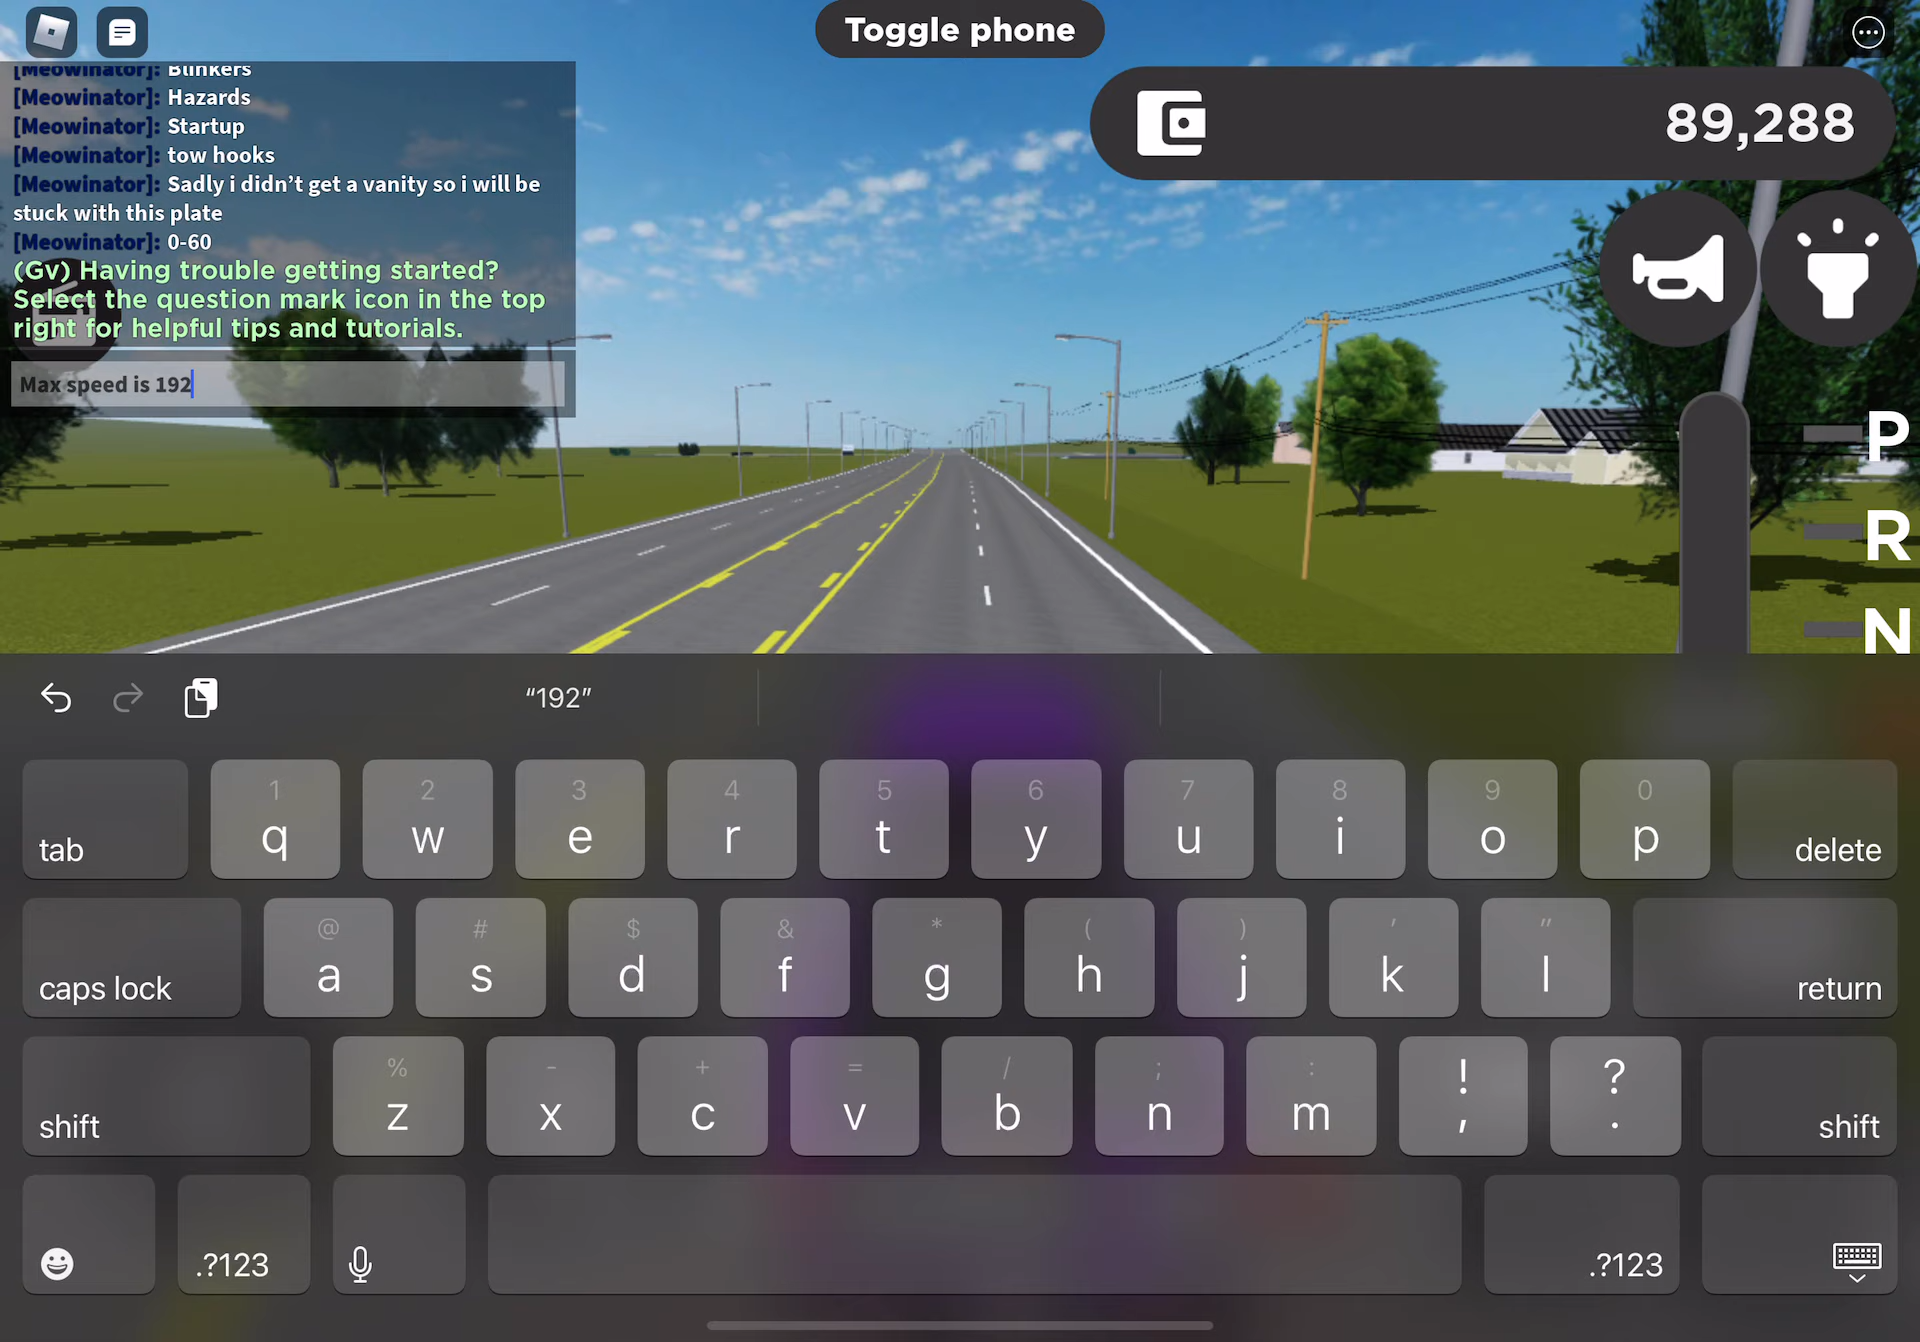 Toggle phone
[Meowinator]: Blinkers
[Meowinator]: Hazards
[Meowinator]: Startup
[Meowinator]: tow hooks
[Meowinator]: Sadly i didn’t get a vanity so i will be
stuck with this plate
[Meowinator]: 0-60
(Gv) Having trouble getting started?
Select the question mark icon in the top
right for helpful tips and tutorials.
Max speed is 192
89,288
P
R
N
“192”
tab 1 q 2 w 3 e 4 r 5 t 6 y 7 u 8 i 9 o 0 p delete
caps lock @ a # s $ d & f * g ( h ) j ' k " l return
shift % z - x + c = v / b ; n : m ! , ? . shift
.?123 .?123